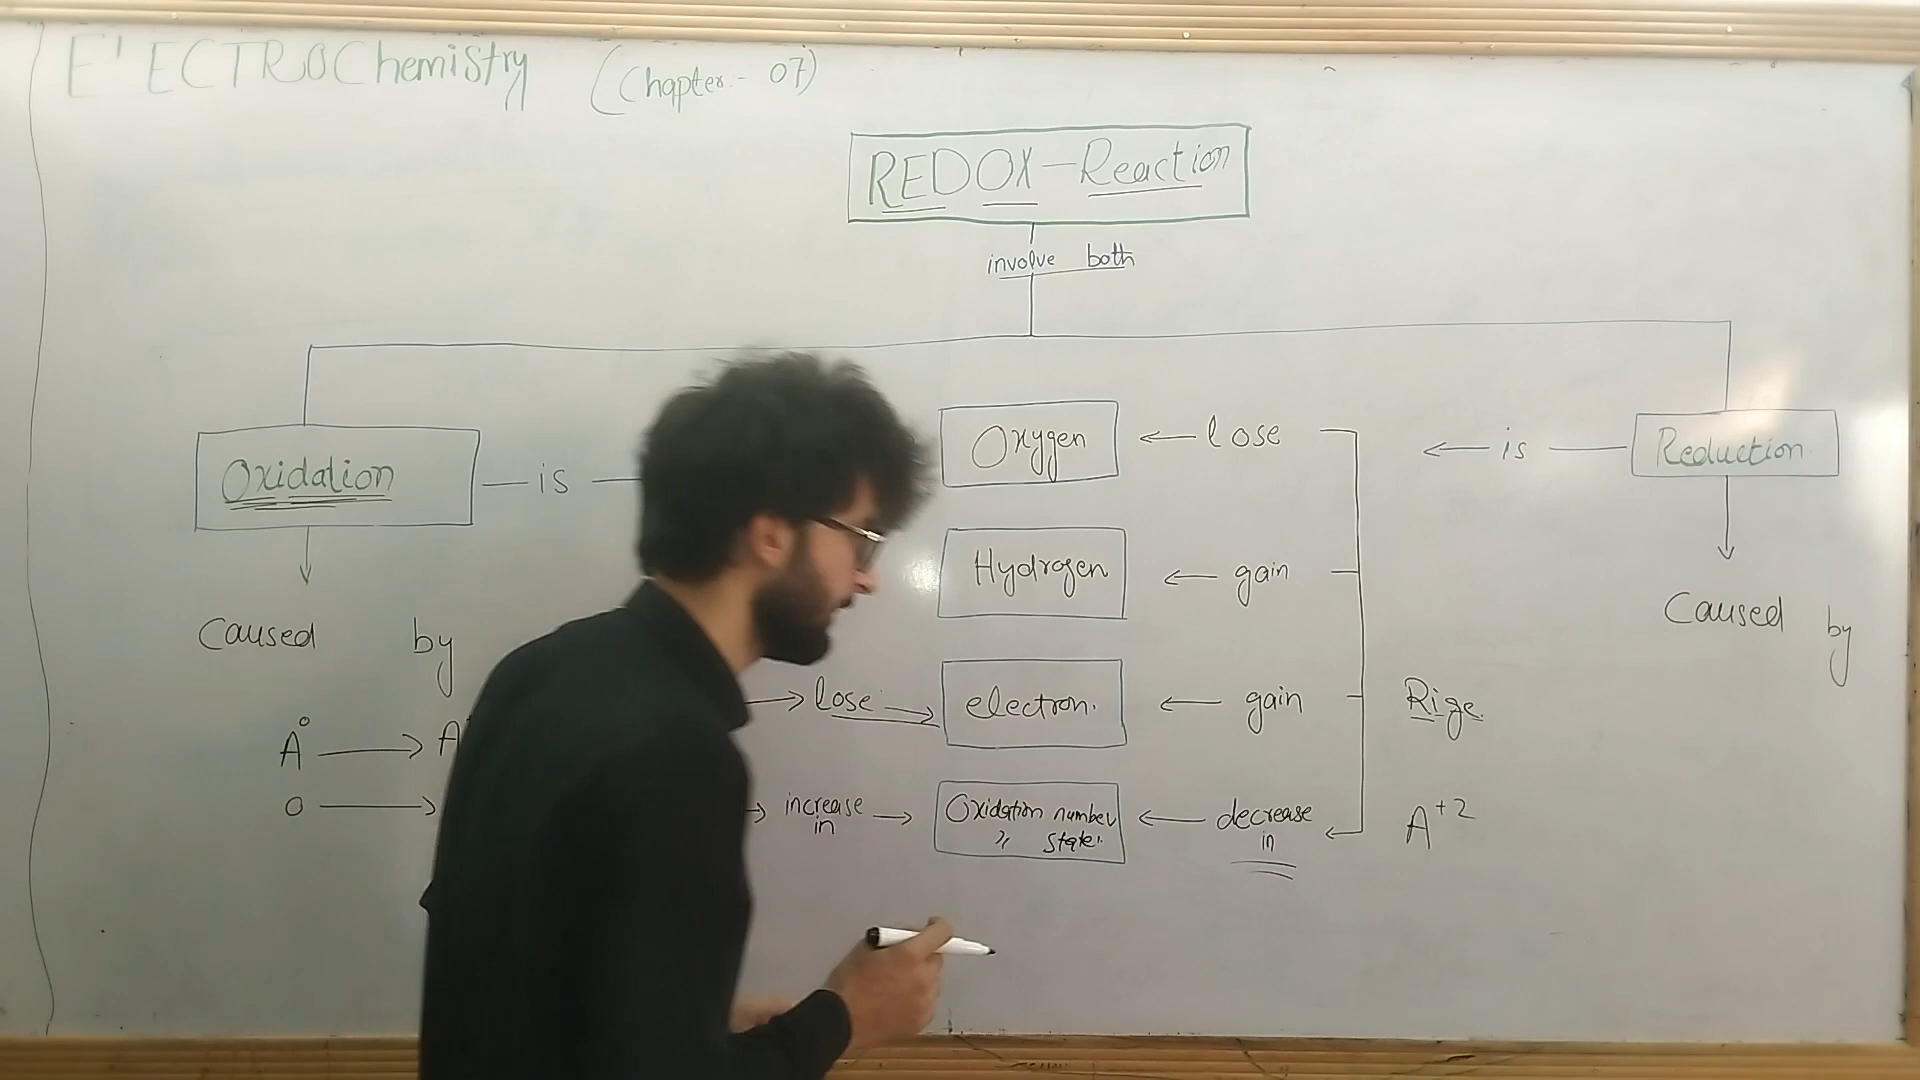 E'ECTROChemistry (Chapter.- 07)
REDOX-Reaction
involve both
Oxidation — is —
Oxygen ← lose
← is — Reduction
Hydrogen ← gain
Caused by
Caused by
→ lose → electron. ← gain
A° → A
Rige.
O →
→ increase in → Oxidation number
〃 state. ← decrease in
A+2